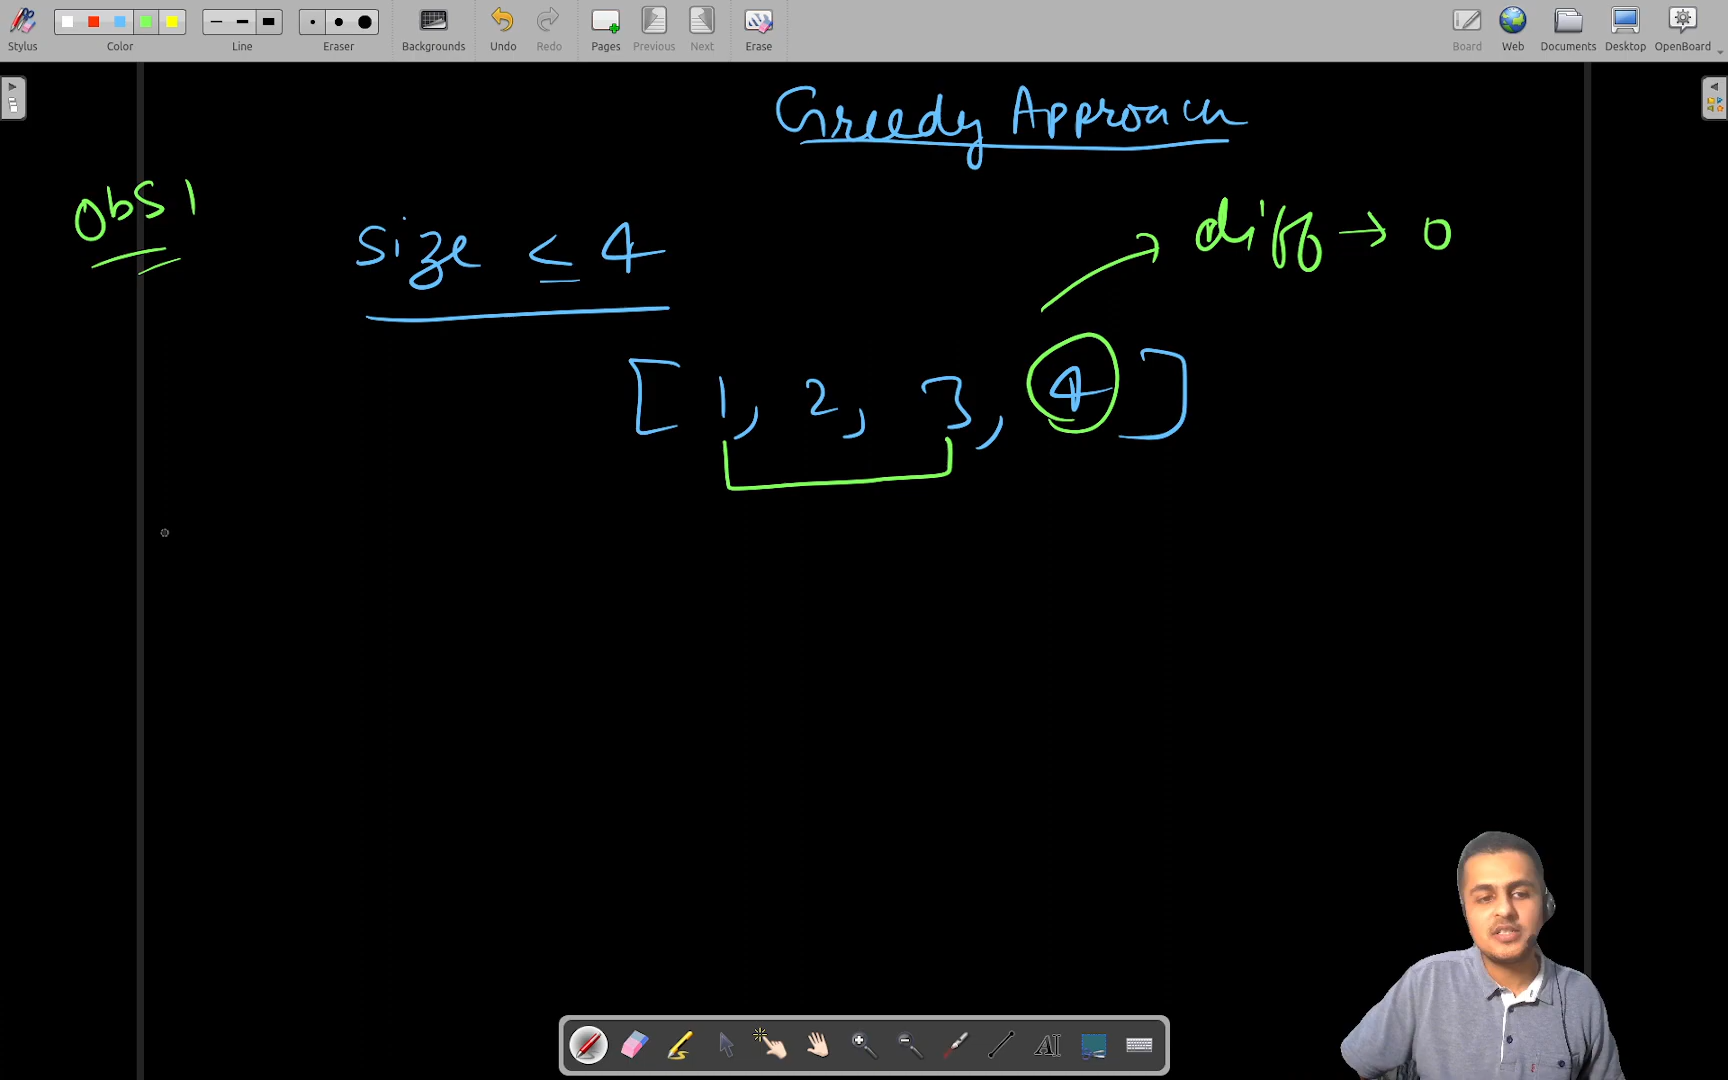 Stylus Color Line Eraser Backgrounds Undo Redo Pages Previous Next Erase Board Web Documents Desktop OpenBoard
Greedy Approach
Obs 1
size ≤ 4
diff → 0
[ 1, 2, 3, 4 ]
AI